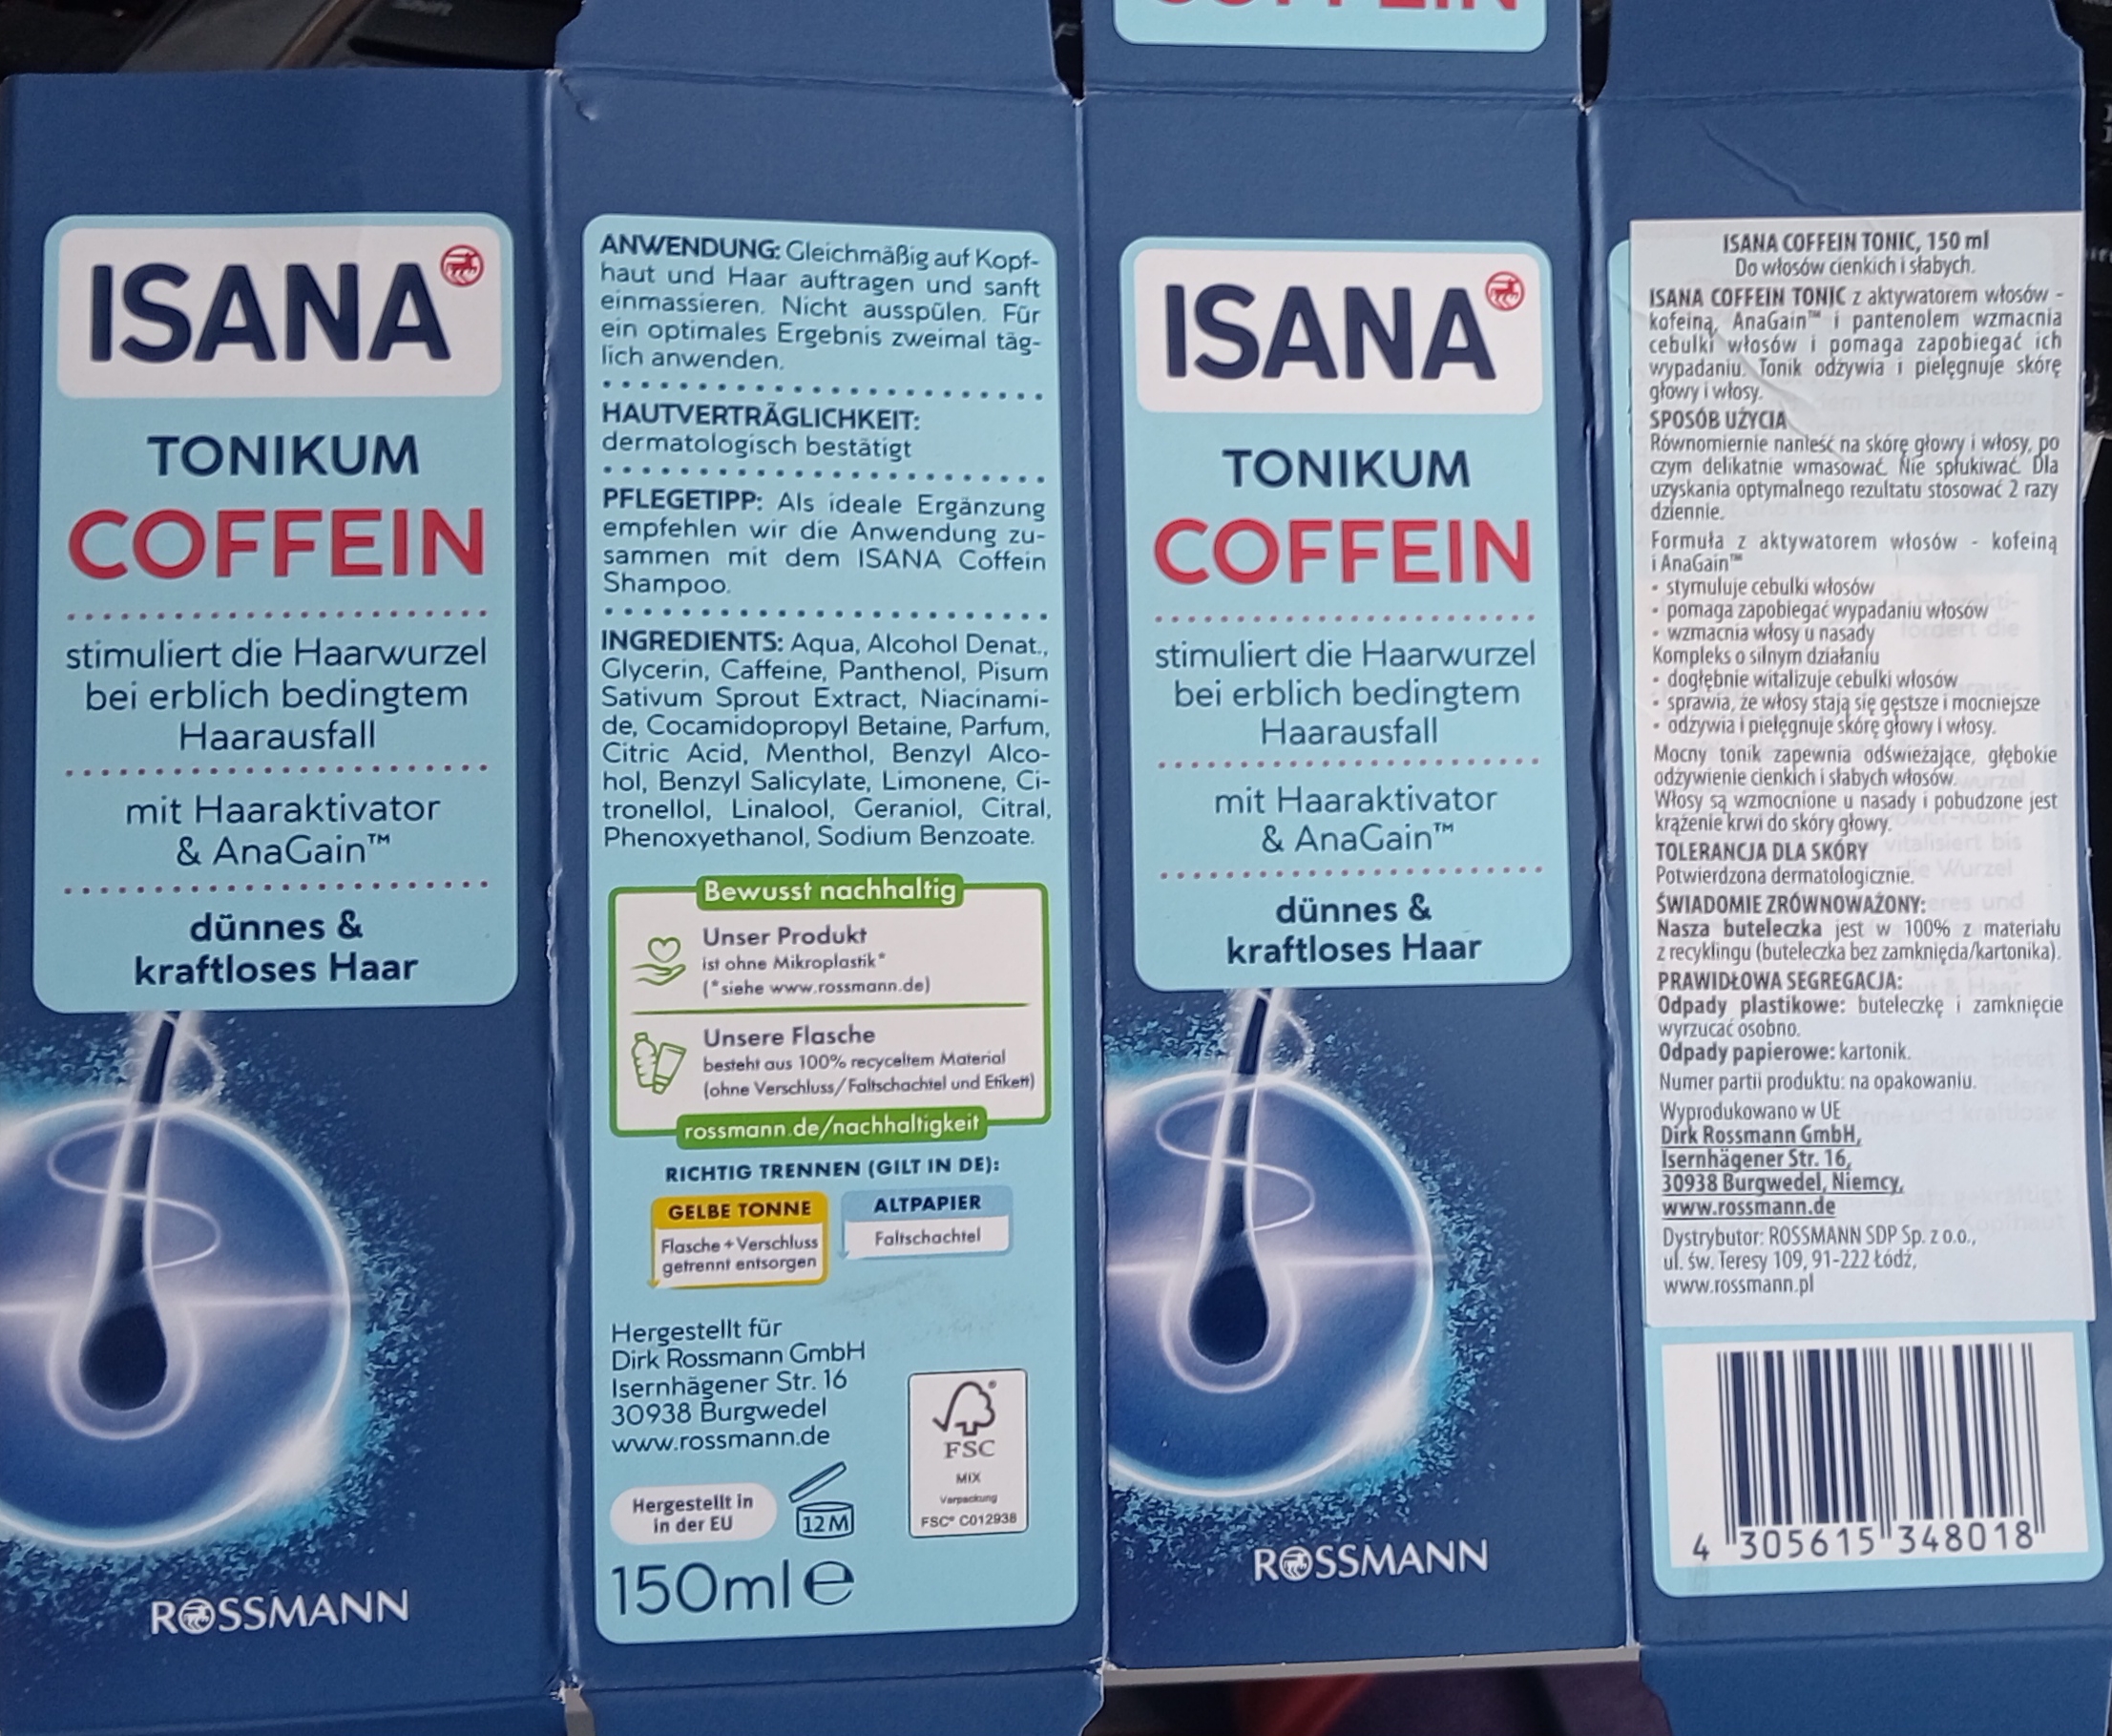 ISANA
TONIKUM
COFFEIN
stimuliert die Haarwurzel
bei erblich bedingtem
Haarausfall
mit Haaraktivator
& AnaGain™
dünnes &
kraftloses Haar
ROSSMANN
ANWENDUNG: Gleichmäßig auf Kopf-
haut und Haar auftragen und sanft
einmassieren. Nicht ausspülen. Für
ein optimales Ergebnis zweimal täg-
lich anwenden.
HAUTVERTRÄGLICHKEIT:
dermatologisch bestätigt
PFLEGETIPP: Als ideale Ergänzung
empfehlen wir die Anwendung zu-
sammen mit dem ISANA Coffein
Shampoo.
INGREDIENTS: Aqua, Alcohol Denat.,
Glycerin, Caffeine, Panthenol, Pisum
Sativum Sprout Extract, Niacinami-
de, Cocamidopropyl Betaine, Parfum,
Citric Acid, Menthol, Benzyl Alco-
hol, Benzyl Salicylate, Limonene, Ci-
tronellol, Linalool, Geraniol, Citral,
Phenoxyethanol, Sodium Benzoate.
Bewusst nachhaltig
Unser Produkt
ist ohne Mikroplastik*
(*siehe www.rossmann.de)
Unsere Flasche
besteht aus 100% recyceltem Material
(ohne Verschluss/Faltschachtel und Etikett)
rossmann.de/nachhaltigkeit
RICHTIG TRENNEN (GILT IN DE):
GELBE TONNE
Flasche + Verschluss
getrennt entsorgen
ALTPAPIER
Faltschachtel
Hergestellt für
Dirk Rossmann GmbH
Isernhägener Str. 16
30938 Burgwedel
www.rossmann.de
Hergestellt in
in der EU
12M
FSC
MIX
Verpackung
FSC® C012938
150ml e
COFFEIN
ISANA
TONIKUM
COFFEIN
stimuliert die Haarwurzel
bei erblich bedingtem
Haarausfall
mit Haaraktivator
& AnaGain™
dünnes &
kraftloses Haar
ROSSMANN
ISANA COFFEIN TONIC, 150 ml
Do włosów cienkich i słabych.
ISANA COFFEIN TONIC z aktywatorem włosów -
kofeiną, AnaGain™ i pantenolem wzmacnia
cebulki włosów i pomaga zapobiegać ich
wypadaniu. Tonik odżywia i pielęgnuje skórę
głowy i włosy.
SPOSÓB UŻYCIA
Równomiernie nanieść na skórę głowy i włosy, po
czym delikatnie wmasować. Nie spłukiwać. Dla
uzyskania optymalnego rezultatu stosować 2 razy
dziennie.
Formuła z aktywatorem włosów - kofeiną
i AnaGain™
• stymuluje cebulki włosów
• pomaga zapobiegać wypadaniu włosów
• wzmacnia włosy u nasady
Kompleks o silnym działaniu
• dogłębnie witalizuje cebulki włosów
• sprawia, że włosy stają się gęstsze i mocniejsze
• odżywia i pielęgnuje skórę głowy i włosy.
Mocny tonik zapewnia odświeżające, głębokie
odżywienie cienkich i słabych włosów.
Włosy są wzmocnione u nasady i pobudzone jest
krążenie krwi do skóry głowy.
TOLERANCJA DLA SKÓRY
Potwierdzona dermatologicznie.
ŚWIADOMIE ZRÓWNOWAŻONY:
Nasza buteleczka jest w 100% z materiału
z recyklingu (buteleczka bez zamknięcia/kartonika).
PRAWIDŁOWA SEGREGACJA:
Odpady plastikowe: buteleczkę i zamknięcie
wyrzucać osobno.
Odpady papierowe: kartonik.
Numer partii produktu: na opakowaniu.
Wyprodukowano w UE
Dirk Rossmann GmbH,
Isernhägener Str. 16,
30938 Burgwedel, Niemcy,
www.rossmann.de
Dystrybutor: ROSSMANN SDP Sp. z o.o.,
ul. św. Teresy 109, 91-222 Łódź,
www.rossmann.pl
4 305615 348018